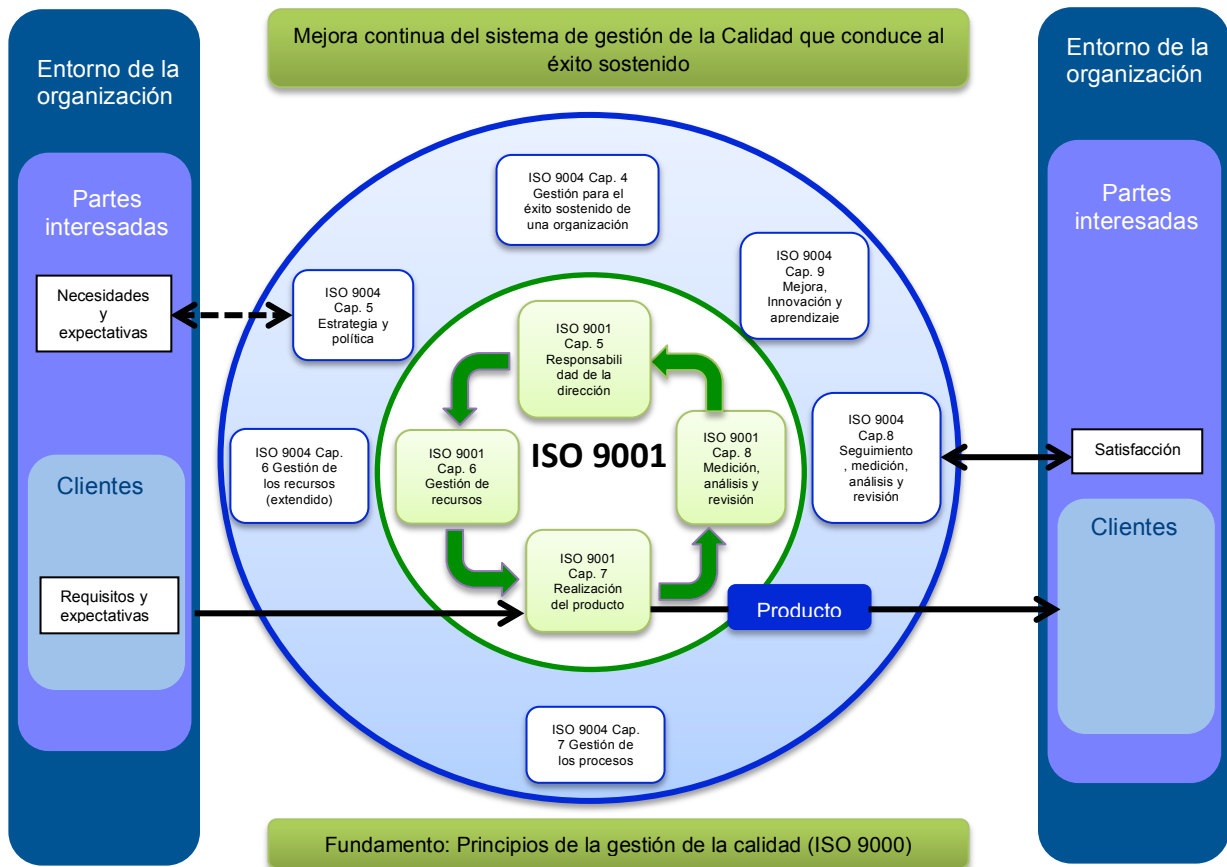 Mejora continua del sistema de gestión de la Calidad que conduce al
éxito sostenido
Entorno de la
organización
Partes
interesadas
Necesidades
y
expectativas
Clientes
Requisitos y
expectativas
ISO 9004 Cap. 4
Gestión para el
éxito sostenido de
una organización
ISO 9004
Cap. 9
Mejora,
Innovación y
aprendizaje
ISO 9004
Cap. 5
Estrategia y
política
ISO 9004 Cap.
6 Gestión de
los recursos
(extendido)
ISO 9004
Cap.8
Seguimiento
, medición,
análisis y
revisión
ISO 9004 Cap.
7 Gestión de
los procesos
ISO 9001
Cap. 5
Responsabili
dad de la
dirección
ISO 9001
Cap. 6
Gestión de
recursos
ISO 9001
ISO 9001
Cap. 8
Medición,
análisis y
revisión
ISO 9001
Cap. 7
Realización
del producto
Producto
Entorno de la
organización
Partes
interesadas
Satisfacción
Clientes
Fundamento: Principios de la gestión de la calidad (ISO 9000)